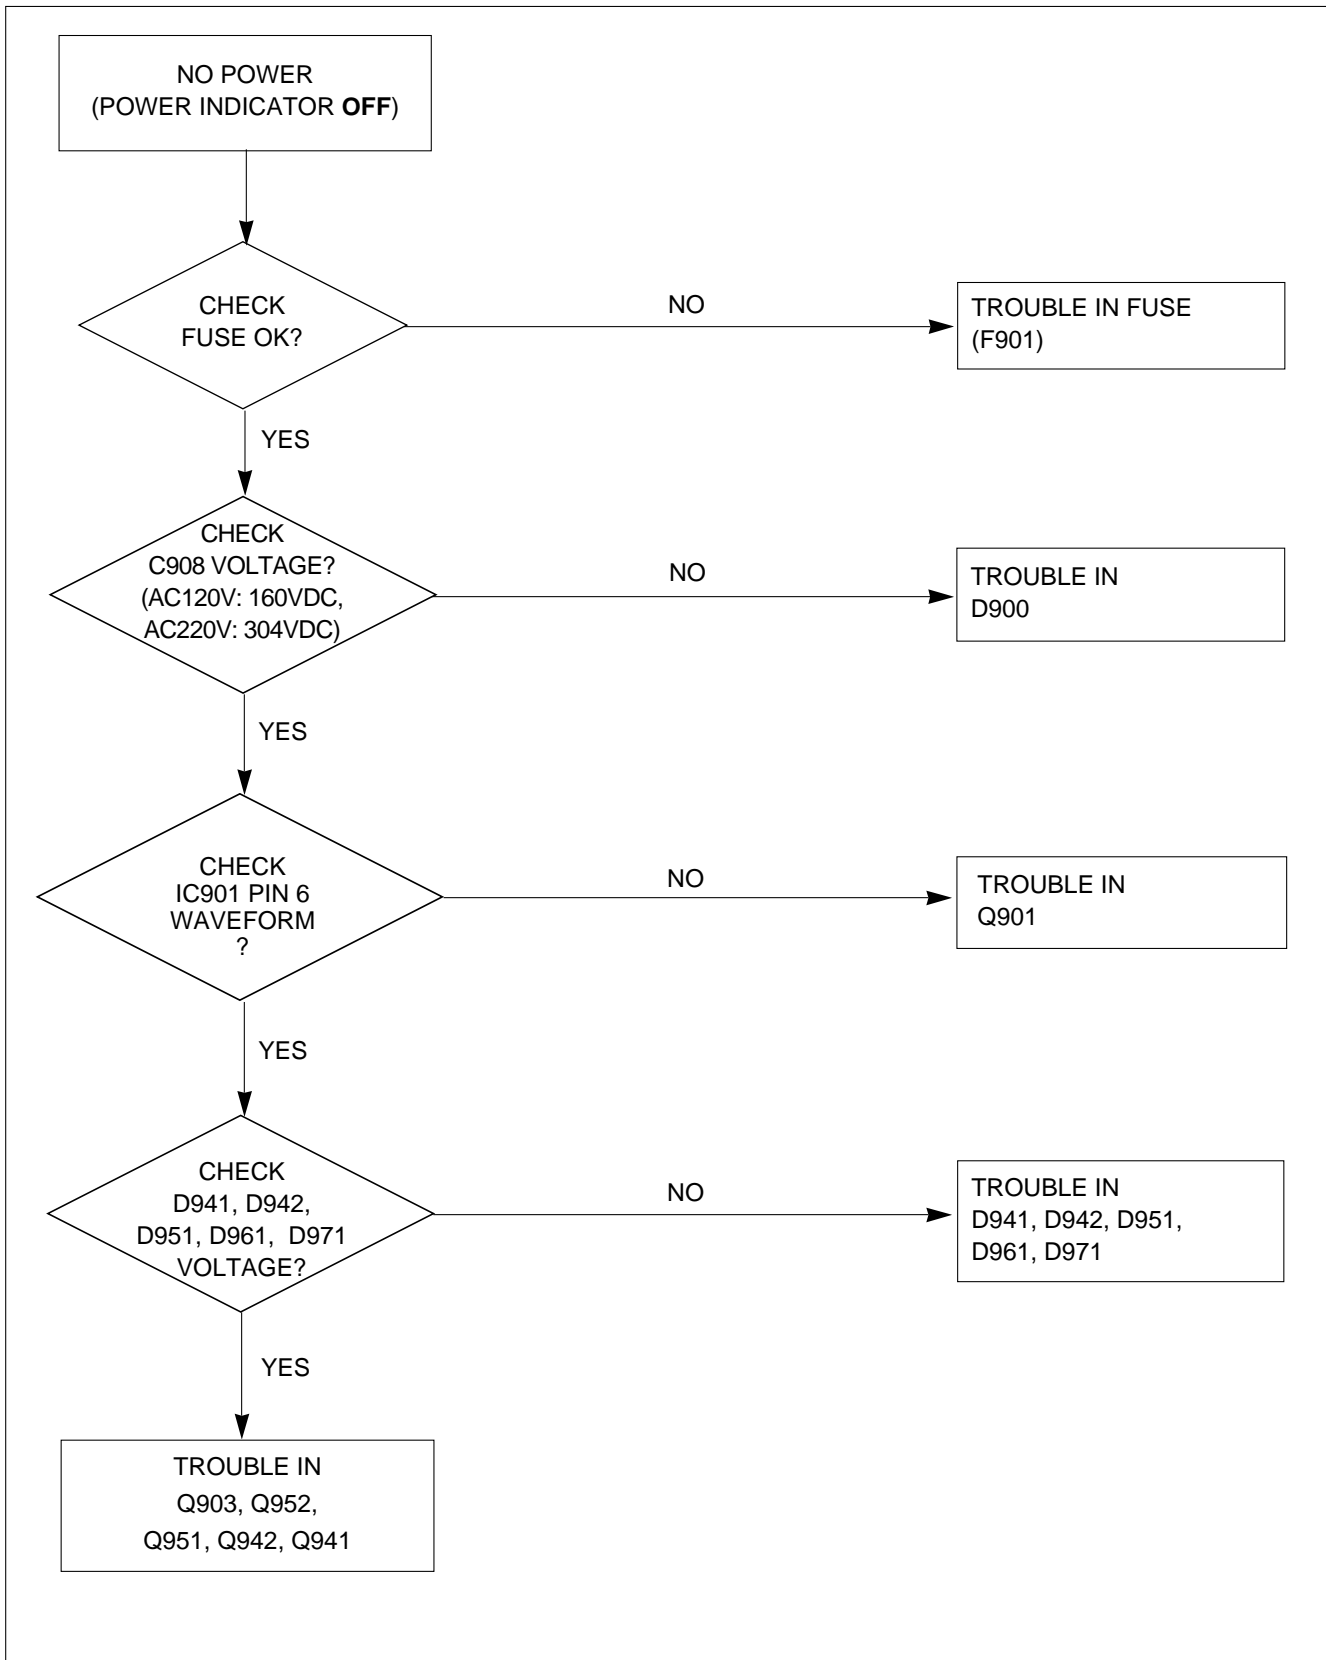 NO POWER
(POWER INDICATOR OFF)
CHECK
FUSE OK?
NO
TROUBLE IN FUSE
(F901)
YES
CHECK
C908 VOLTAGE?
(AC120V: 160VDC,
AC220V: 304VDC)
NO
TROUBLE IN
D900
YES
CHECK
IC901 PIN 6
WAVEFORM
?
NO
TROUBLE IN
Q901
YES
CHECK
D941, D942,
D951, D961, D971
VOLTAGE?
NO
TROUBLE IN
D941, D942, D951,
D961, D971
YES
TROUBLE IN
Q903, Q952,
Q951, Q942, Q941